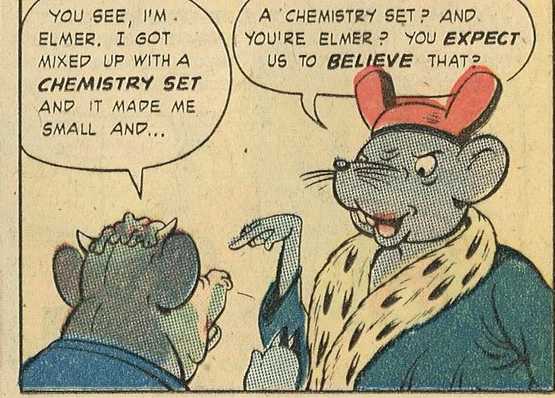 YOU SEE, I'M
ELMER. I GOT
MIXED UP WITH A
CHEMISTRY SET
AND IT MADE ME
SMALL AND...
A CHEMISTRY SET? AND
YOU'RE ELMER? YOU EXPECT
US TO BELIEVE THAT?